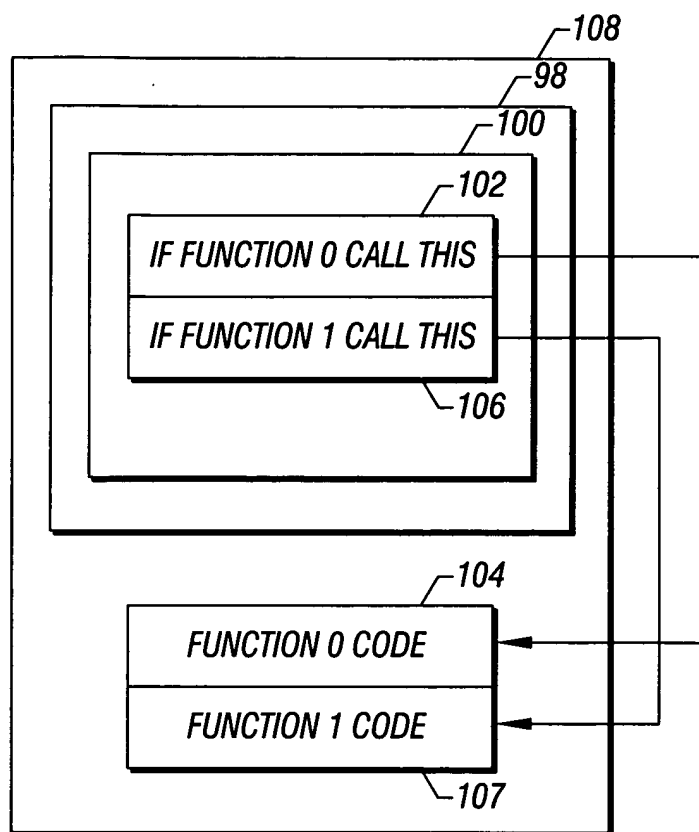 108
98
100
102
IF FUNCTION 0 CALL THIS
IF FUNCTION 1 CALL THIS
106
104
FUNCTION 0 CODE
FUNCTION 1 CODE
107